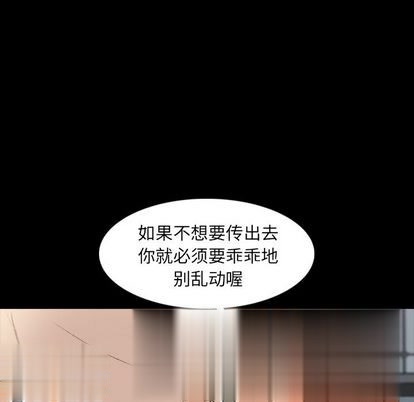 如果不想要传出去
你就必须要乖乖地
别乱动喔